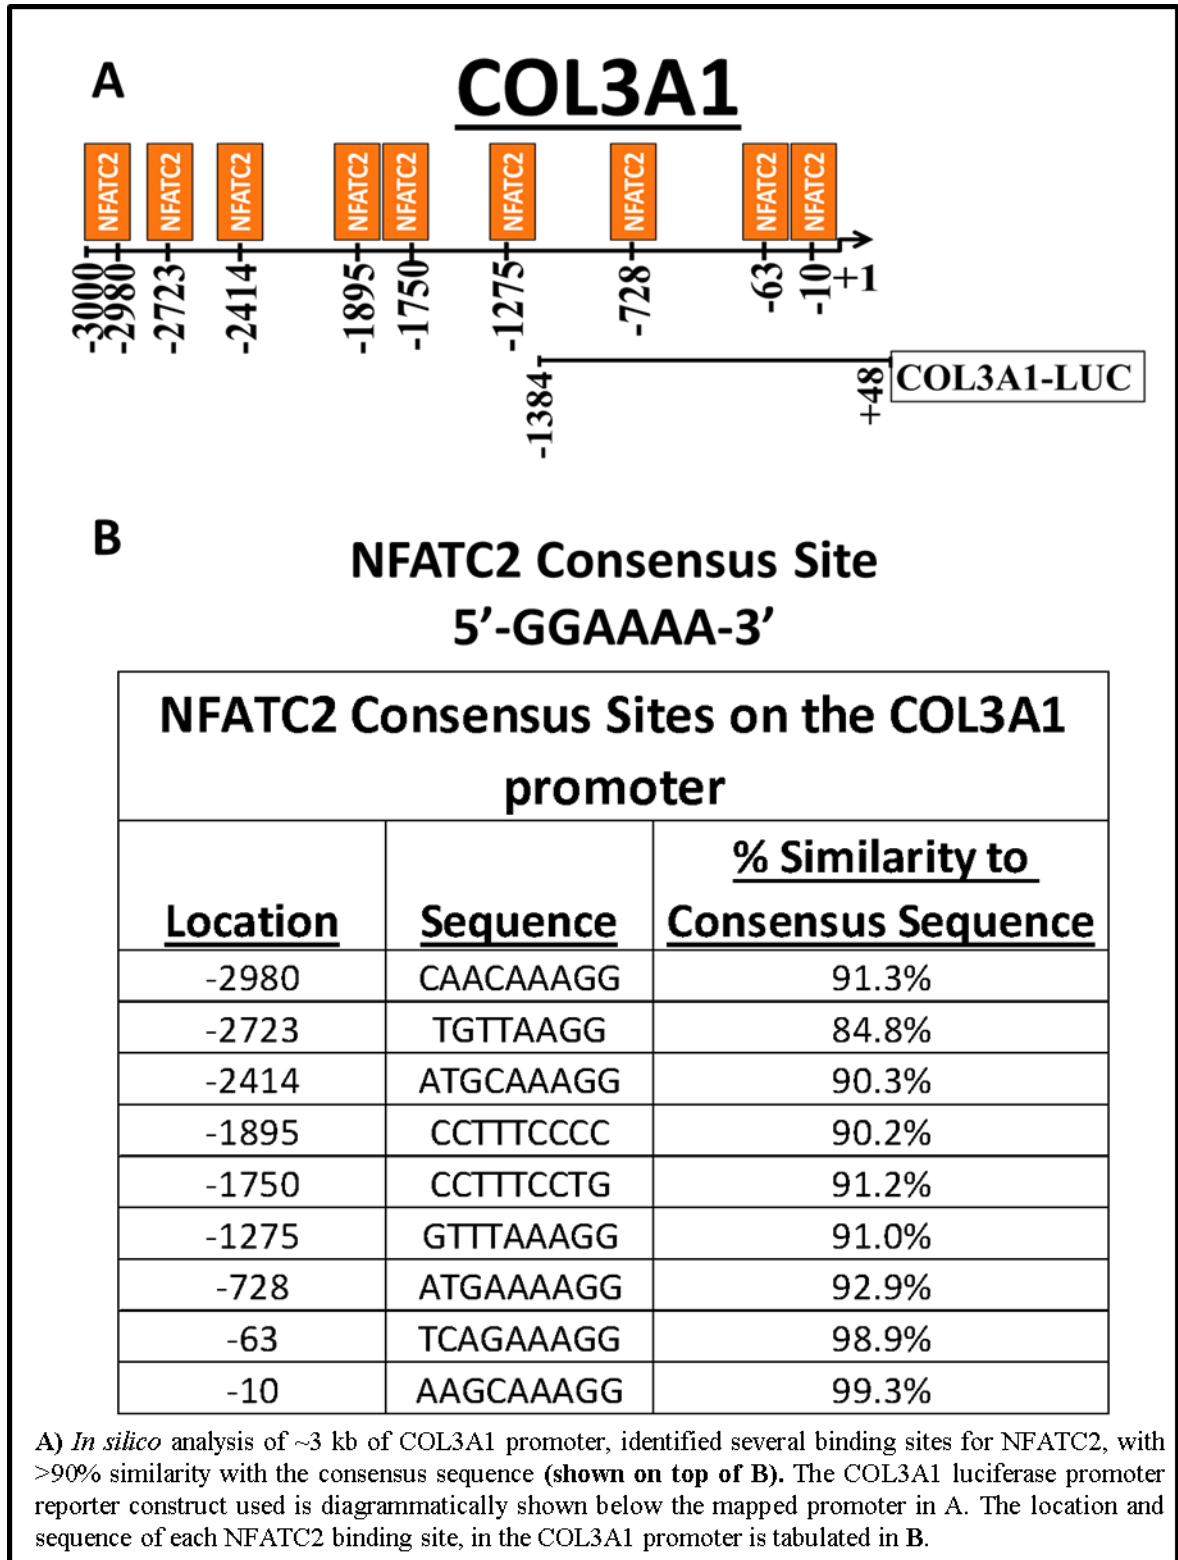 A
COL3A1
NFATC2 NFATC2 NFATC2 NFATC2 NFATC2 NFATC2 NFATC2 NFATC2 NFATC2
-3000 -2980 -2723 -2414 -1895 -1750 -1275 -728 -63 -10 +1
-1384 +48 COL3A1-LUC
B
NFATC2 Consensus Site
5’-GGAAAA-3’
NFATC2 Consensus Sites on the COL3A1
promoter
% Similarity to
Location Sequence Consensus Sequence
-2980 CAACAAAGG 91.3%
-2723 TGTTAAGG 84.8%
-2414 ATGCAAAGG 90.3%
-1895 CCTTTCCCC 90.2%
-1750 CCTTTCCTG 91.2%
-1275 GTTTAAAGG 91.0%
-728 ATGAAAAGG 92.9%
-63 TCAGAAAGG 98.9%
-10 AAGCAAAGG 99.3%
A) In silico analysis of ~3 kb of COL3A1 promoter, identified several binding sites for NFATC2, with
>90% similarity with the consensus sequence (shown on top of B). The COL3A1 luciferase promoter
reporter construct used is diagrammatically shown below the mapped promoter in A. The location and
sequence of each NFATC2 binding site, in the COL3A1 promoter is tabulated in B.